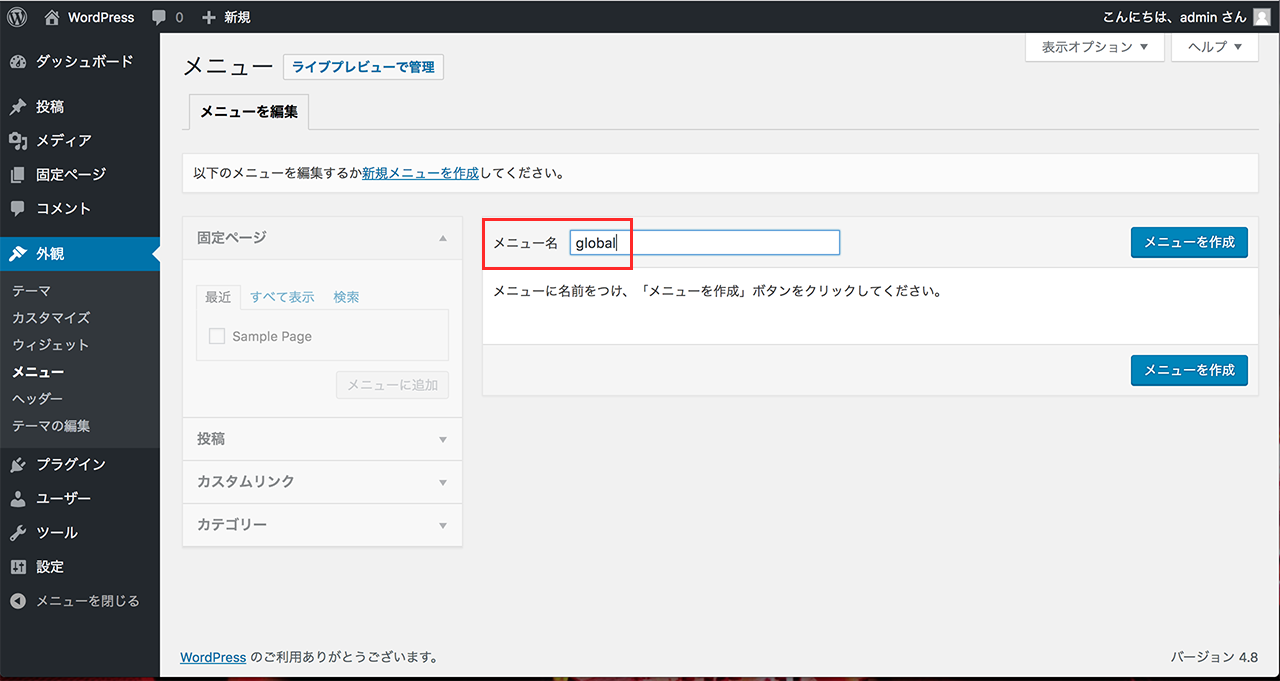 WordPress 0 新規 こんにちは、admin さん
表示オプション ▼ ヘルプ ▼
ダッシュボード
投稿
メディア
固定ページ
コメント
外観
テーマ
カスタマイズ
ウィジェット
メニュー
ヘッダー
テーマの編集
プラグイン
ユーザー
ツール
設定
メニューを閉じる
メニュー ライブプレビューで管理
メニューを編集
以下のメニューを編集するか新規メニューを作成してください。
固定ページ ▲
最近 すべて表示 検索
Sample Page
メニューに追加
投稿 ▼
カスタムリンク ▼
カテゴリー ▼
メニュー名 global メニューを作成
メニューに名前をつけ、「メニューを作成」ボタンをクリックしてください。
メニューを作成
WordPress のご利用ありがとうございます。 バージョン 4.8